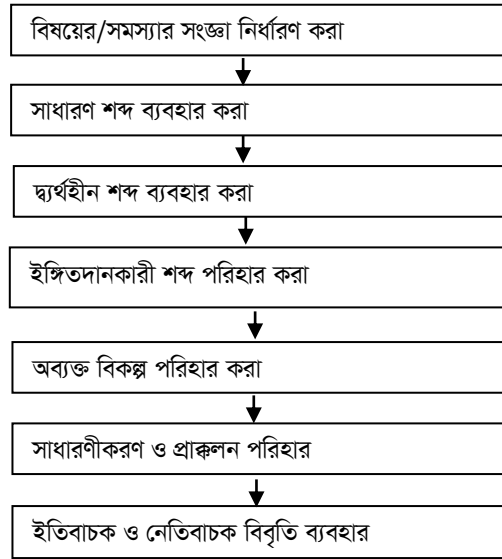 বিষয়ের/সমস্যার সংজ্ঞা নির্ধারণ করা
সাধারণ শব্দ ব্যবহার করা
দ্ব্যর্থহীন শব্দ ব্যবহার করা
ইঙ্গিতদানকারী শব্দ পরিহার করা
অব্যক্ত বিকল্প পরিহার করা
সাধারণীকরণ ও প্রাক্কলন পরিহার
ইতিবাচক ও নেতিবাচক বিবৃতি ব্যবহার